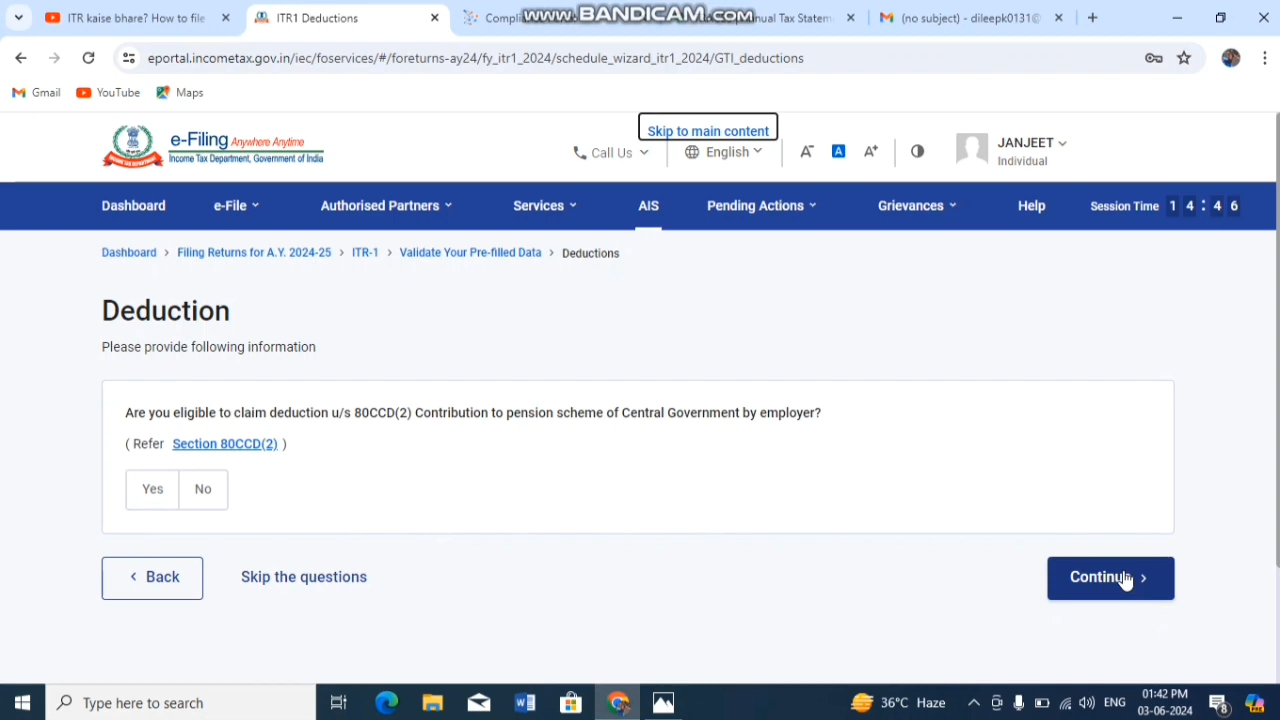 ITR kaise bhare? How to file
ITR1 Deductions
Compli
www.BANDICAM.com
nual Tax Statem
(no subject) - dileepk0131@
eportal.incometax.gov.in/iec/foservices/#/foreturns-ay24/fy_itr1_2024/schedule_wizard_itr1_2024/GTI_deductions
Gmail YouTube Maps
Skip to main content
e-Filing Anywhere Anytime
Income Tax Department, Government of India
Call Us
English
A-
A
A+
JANJEET
Individual
Dashboard e-File Authorised Partners Services AIS Pending Actions Grievances Help Session Time 1 4 : 4 6
Dashboard > Filing Returns for A.Y. 2024-25 > ITR-1 > Validate Your Pre-filled Data > Deductions
Deduction
Please provide following information
Are you eligible to claim deduction u/s 80CCD(2) Contribution to pension scheme of Central Government by employer?
( Refer Section 80CCD(2) )
Yes No
< Back Skip the questions Continue >
Type here to search
36°C Haze
ENG
01:42 PM
03-06-2024
8